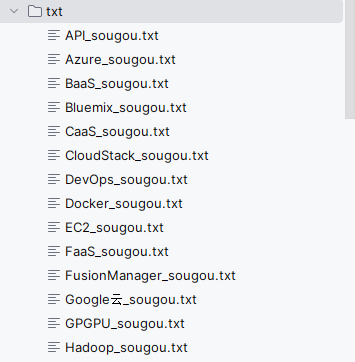 txt
API_sougou.txt
Azure_sougou.txt
BaaS_sougou.txt
Bluemix_sougou.txt
CaaS_sougou.txt
CloudStack_sougou.txt
DevOps_sougou.txt
Docker_sougou.txt
EC2_sougou.txt
FaaS_sougou.txt
FusionManager_sougou.txt
Google云_sougou.txt
GPGPU_sougou.txt
Hadoop_sougou.txt